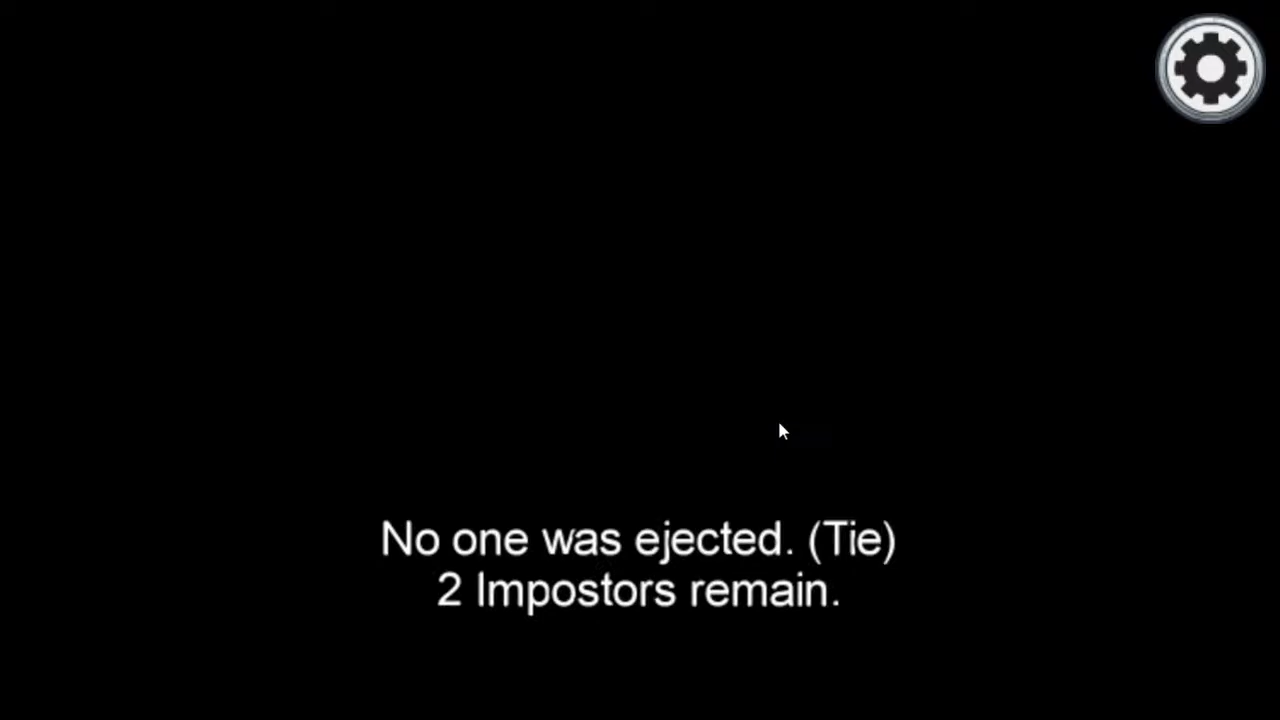 No one was ejected. (Tie)
2 Impostors remain.